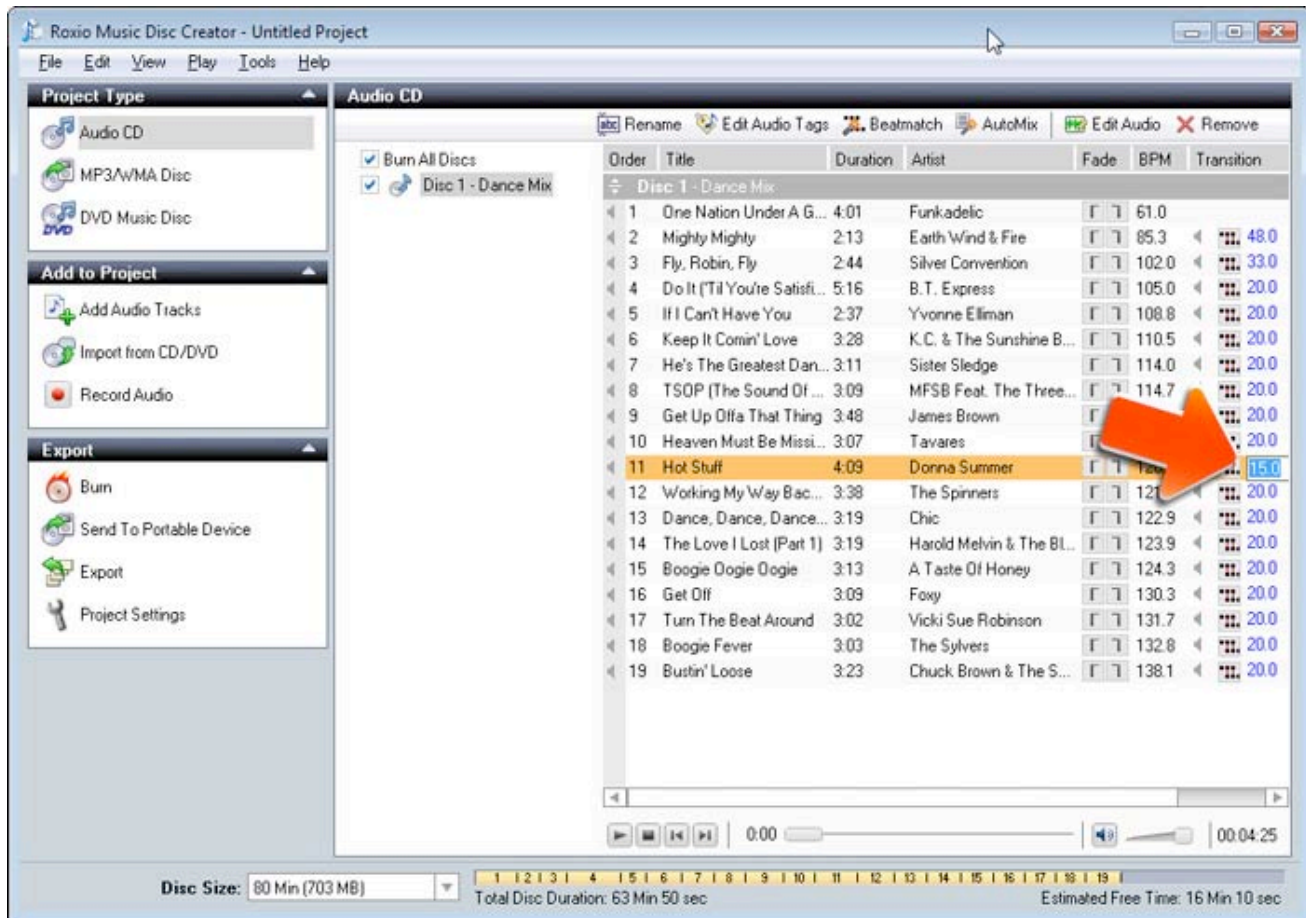 Roxio Music Disc Creator - Untitled Project
File Edit View Play Tools Help
Project Type
Audio CD
MP3/WMA Disc
DVD Music Disc
Add to Project
Add Audio Tracks
Import from CD/DVD
Record Audio
Export
Burn
Send To Portable Device
Export
Project Settings
Audio CD
Rename Edit Audio Tags Beatmatch AutoMix Edit Audio Remove
Burn All Discs
Disc 1 - Dance Mix
Order Title Duration Artist Fade BPM Transition
Disc 1 - Dance Mix
1 One Nation Under A G... 4:01 Funkadelic 61.0
2 Mighty Mighty 2:13 Earth Wind & Fire 85.3 48.0
3 Fly, Robin, Fly 2:44 Silver Convention 102.0 33.0
4 Do It ('Til You're Satisfi... 5:16 B.T. Express 105.0 20.0
5 If I Can't Have You 2:37 Yvonne Elliman 108.8 20.0
6 Keep It Comin' Love 3:28 K.C. & The Sunshine B... 110.5 20.0
7 He's The Greatest Dan... 3:11 Sister Sledge 114.0 20.0
8 TSOP (The Sound Of ... 3:09 MFSB Feat. The Three... 114.7 20.0
9 Get Up Offa That Thing 3:48 James Brown 20.0
10 Heaven Must Be Missi... 3:07 Tavares 20.0
11 Hot Stuff 4:09 Donna Summer 15.0
12 Working My Way Bac... 3:38 The Spinners 20.0
13 Dance, Dance, Dance... 3:19 Chic 122.9 20.0
14 The Love I Lost (Part 1) 3:19 Harold Melvin & The Bl... 123.9 20.0
15 Boogie Oogie Oogie 3:13 A Taste Of Honey 124.3 20.0
16 Get Off 3:09 Foxy 130.3 20.0
17 Turn The Beat Around 3:02 Vicki Sue Robinson 131.7 20.0
18 Boogie Fever 3:03 The Sylvers 132.8 20.0
19 Bustin' Loose 3:23 Chuck Brown & The S... 138.1 20.0
0:00 00:04:25
Disc Size: 80 Min (703 MB)
1 2 3 4 5 6 7 8 9 10 11 12 13 14 15 16 17 18 19
Total Disc Duration: 63 Min 50 sec Estimated Free Time: 16 Min 10 sec